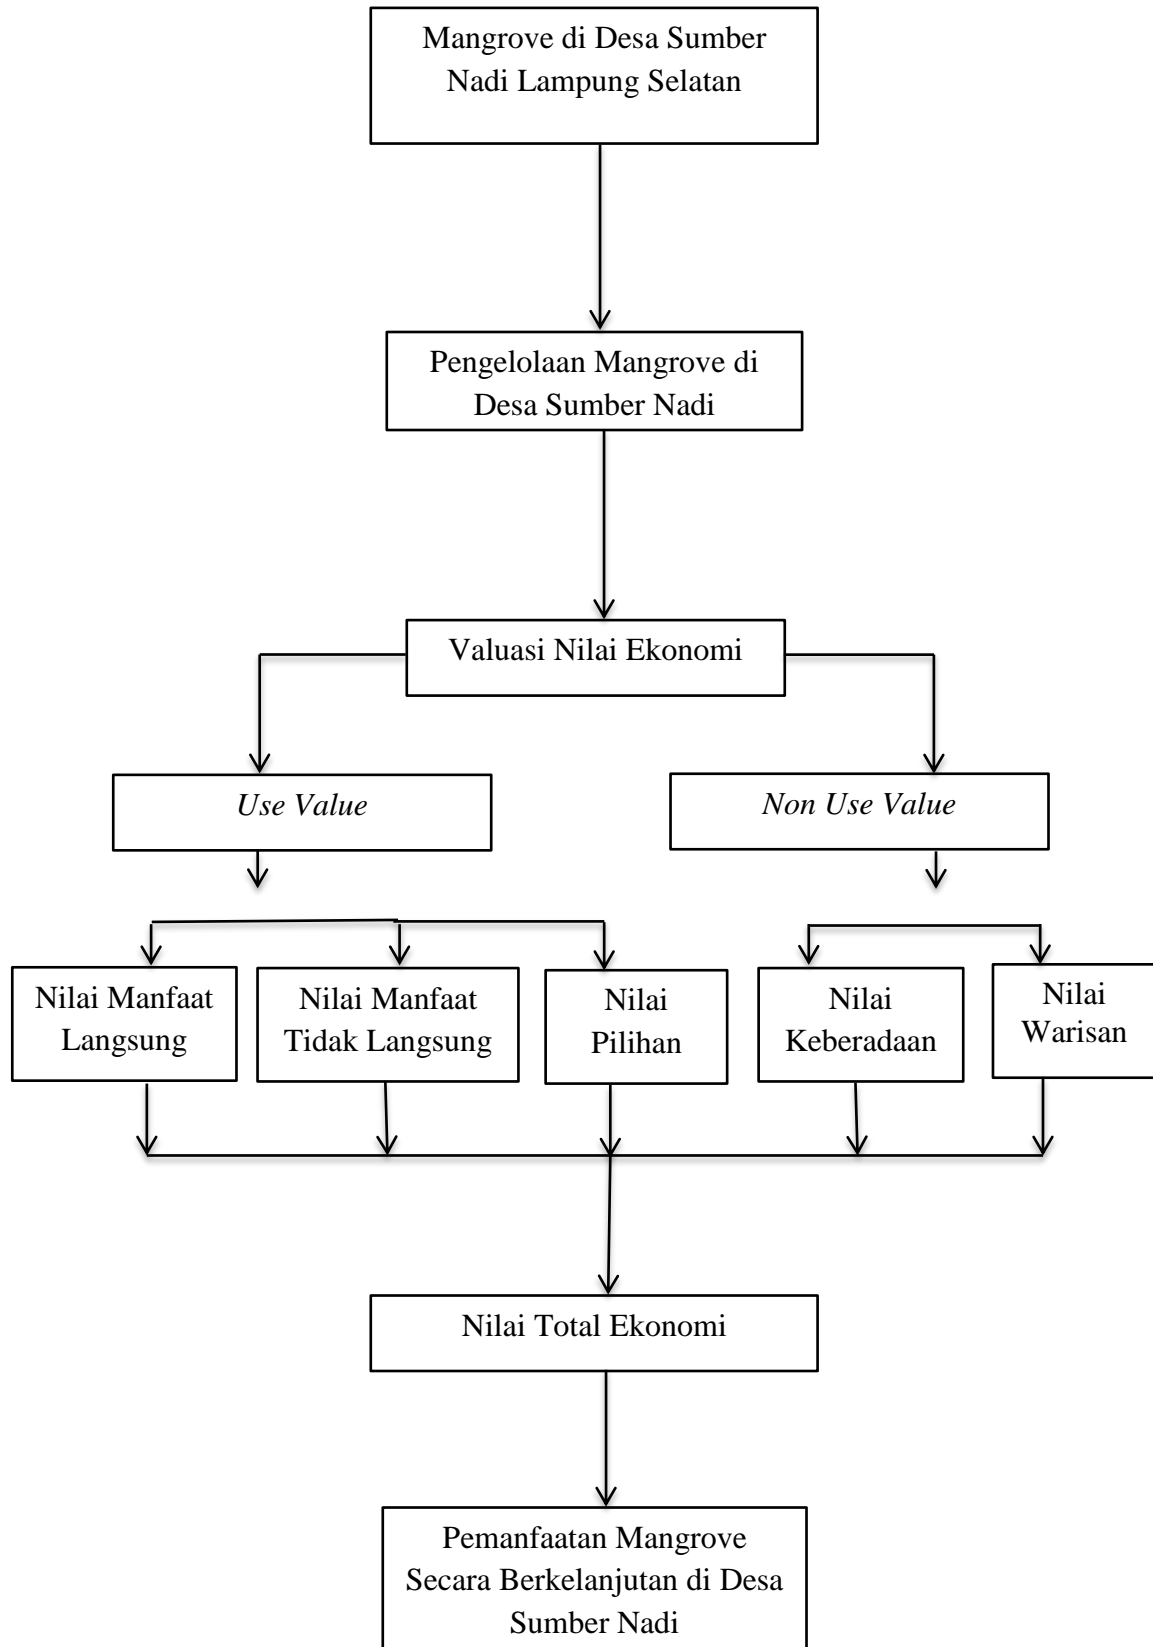 Mangrove di Desa Sumber
Nadi Lampung Selatan
Pengelolaan Mangrove di
Desa Sumber Nadi
Valuasi Nilai Ekonomi
Use Value
Non Use Value
Nilai Manfaat
Langsung
Nilai Manfaat
Tidak Langsung
Nilai
Pilihan
Nilai
Keberadaan
Nilai
Warisan
Nilai Total Ekonomi
Pemanfaatan Mangrove
Secara Berkelanjutan di Desa
Sumber Nadi